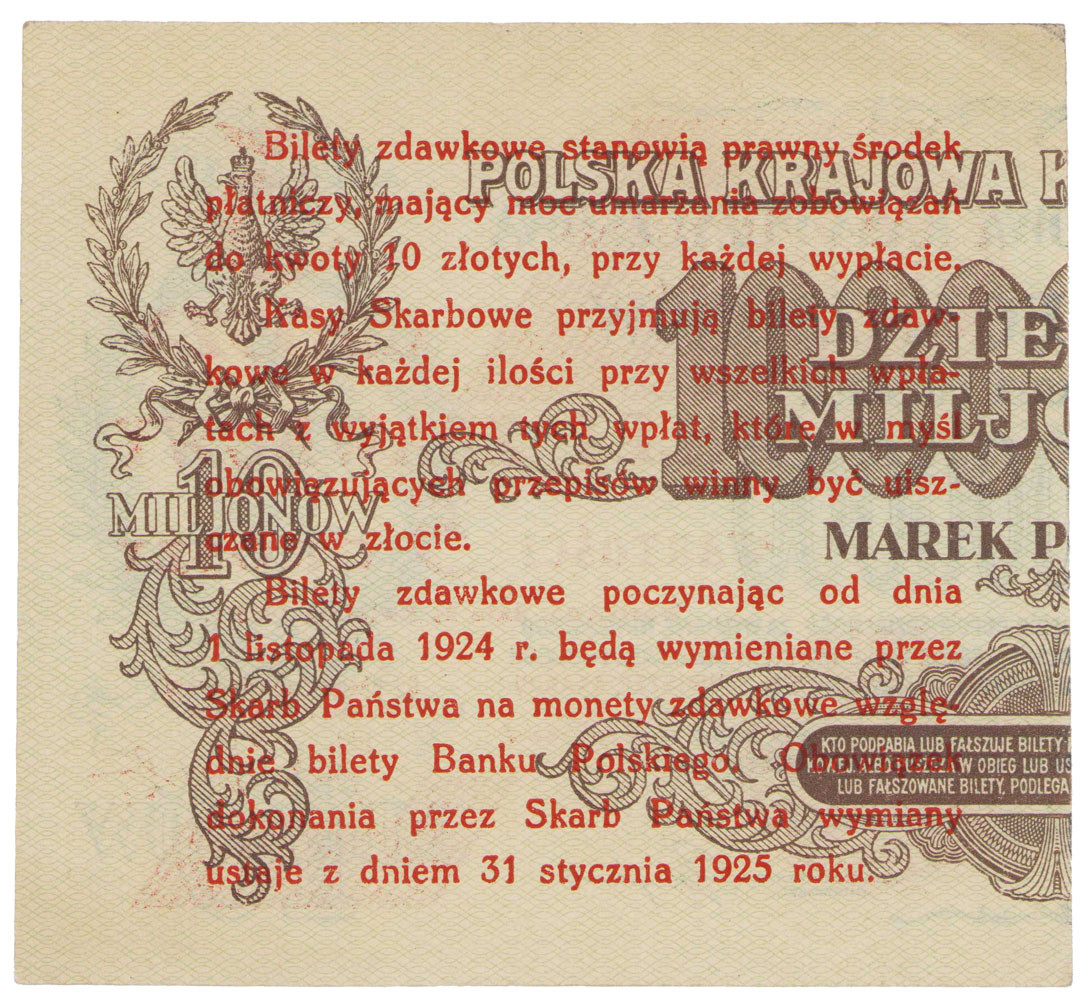 Bilety zdawkowe stanowią prawny środek
płatniczy, mający moc umarzania zobowiązań
do kwoty 10 złotych, przy każdej wypłacie.
Kasy Skarbowe przyjmują bilety zdaw-
kowe w każdej ilości przy wszelkich wpła-
tach z wyjątkiem tych wpłat, które w myśl
obowiązujących przepisów winny być uisz-
czane w złocie.
Bilety zdawkowe poczynając od dnia
1 listopada 1924 r. będą wymieniane przez
Skarb Państwa na monety zdawkowe wzglę-
dnie bilety Banku Polskiego. Obowiązek
dokonania przez Skarb Państwa wymiany
ustaje z dniem 31 stycznia 1925 roku.
POLSKA KRAJOWA K
1000
DZIE
MILJO
MAREK P
10
MILJONÓW
KTO PODRABIA LUB FAŁSZUJE BILETY
W OBIEG LUB US
LUB FAŁSZOWANE BILETY, PODLEGA